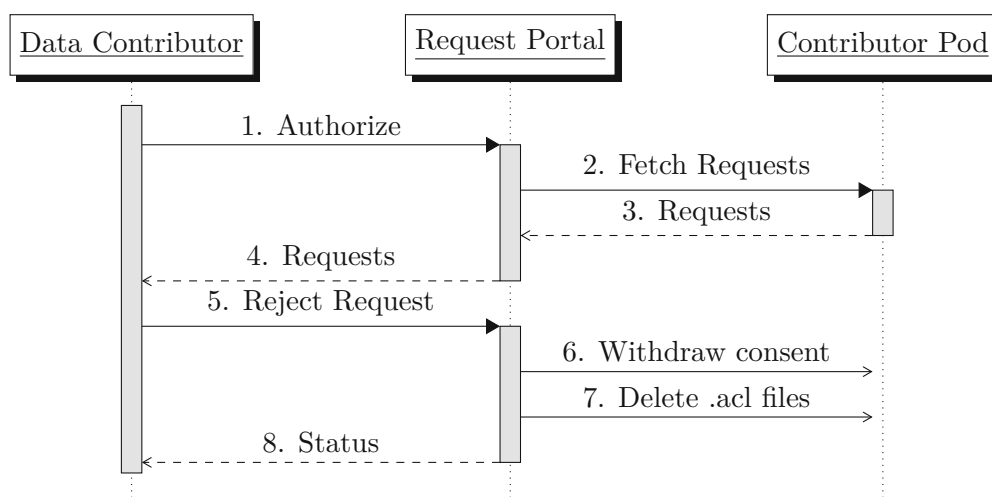 Data Contributor
Request Portal
Contributor Pod
1. Authorize
2. Fetch Requests
3. Requests
4. Requests
5. Reject Request
6. Withdraw consent
7. Delete .acl files
8. Status